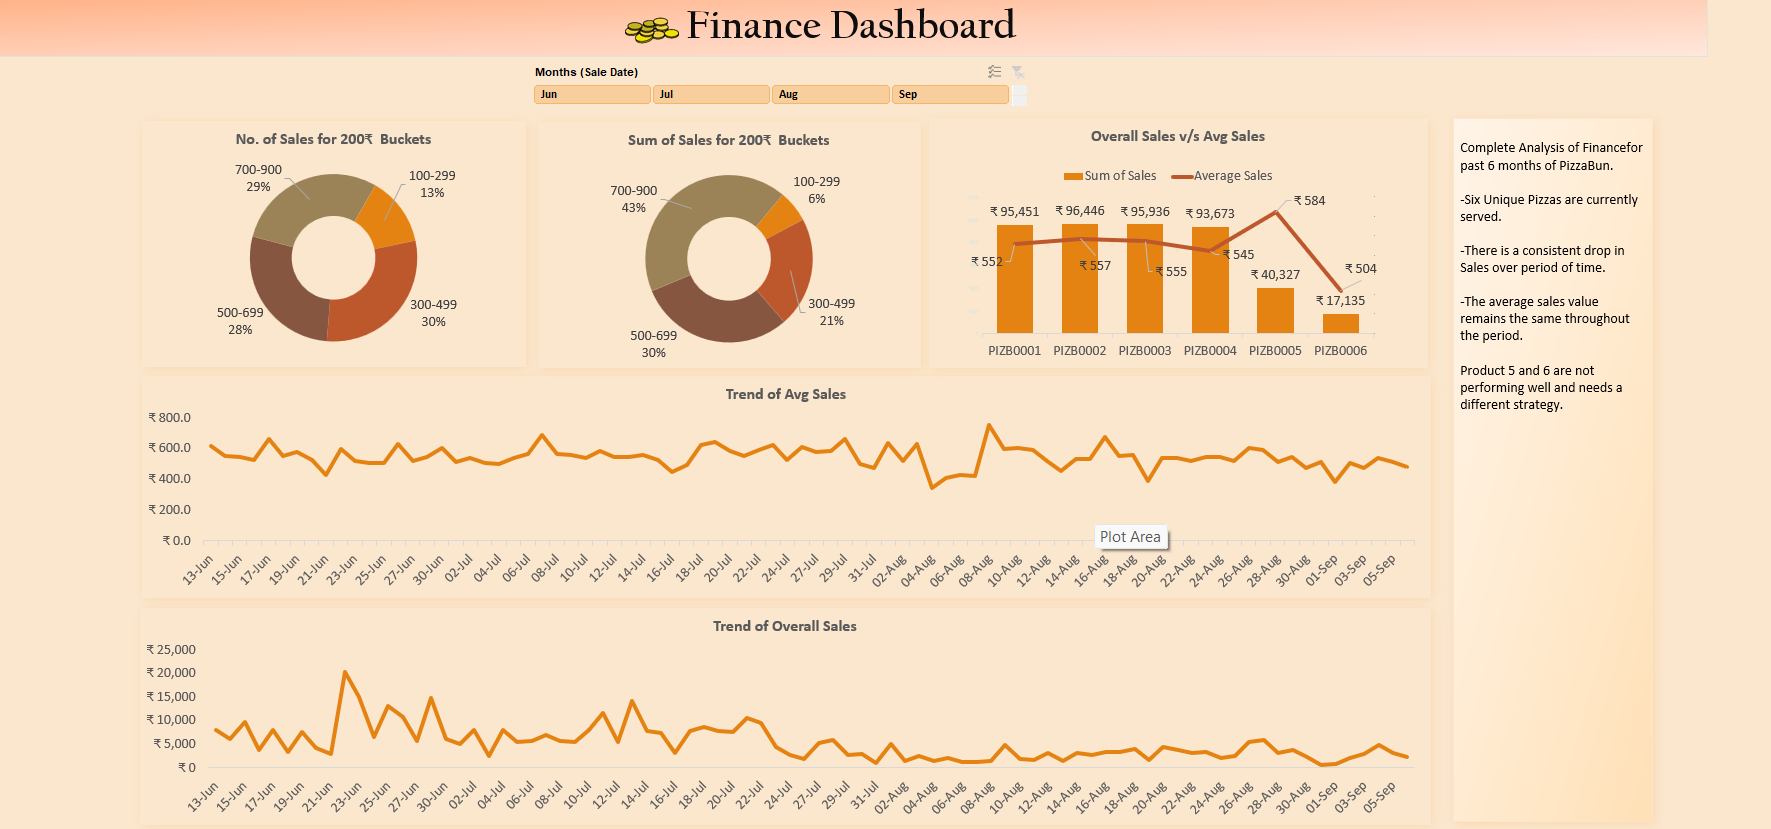 Finance Dashboard
Months (Sale Date)
Jun
Jul
Aug
Sep
No. of Sales for 200₹ Buckets
700-900
29%
100-299
13%
500-699
28%
300-499
30%
Sum of Sales for 200₹ Buckets
700-900
43%
100-299
6%
300-499
21%
500-699
30%
Overall Sales v/s Avg Sales
Sum of Sales
Average Sales
₹ 95,451
₹ 96,446
₹ 95,936
₹ 93,673
₹ 584
₹ 552
₹ 557
₹ 555
₹ 545
₹ 40,327
₹ 504
₹ 17,135
PIZB0001
PIZB0002
PIZB0003
PIZB0004
PIZB0005
PIZB0006
Complete Analysis of Financefor
past 6 months of PizzaBun.
-Six Unique Pizzas are currently
served.
-There is a consistent drop in
Sales over period of time.
-The average sales value
remains the same throughout
the period.
Product 5 and 6 are not
performing well and needs a
different strategy.
Trend of Avg Sales
₹ 800.0
₹ 600.0
₹ 400.0
₹ 200.0
₹ 0.0
Plot Area
13-Jun
15-Jun
17-Jun
19-Jun
21-Jun
23-Jun
25-Jun
27-Jun
30-Jun
02-Jul
04-Jul
06-Jul
08-Jul
10-Jul
12-Jul
14-Jul
16-Jul
18-Jul
20-Jul
22-Jul
24-Jul
27-Jul
29-Jul
31-Jul
02-Aug
04-Aug
06-Aug
08-Aug
10-Aug
12-Aug
14-Aug
16-Aug
18-Aug
20-Aug
22-Aug
24-Aug
26-Aug
28-Aug
30-Aug
01-Sep
03-Sep
05-Sep
Trend of Overall Sales
₹ 25,000
₹ 20,000
₹ 15,000
₹ 10,000
₹ 5,000
₹ 0
13-Jun
15-Jun
17-Jun
19-Jun
21-Jun
23-Jun
25-Jun
27-Jun
30-Jun
02-Jul
04-Jul
06-Jul
08-Jul
10-Jul
12-Jul
14-Jul
16-Jul
18-Jul
20-Jul
22-Jul
24-Jul
27-Jul
29-Jul
31-Jul
02-Aug
04-Aug
06-Aug
08-Aug
10-Aug
12-Aug
14-Aug
16-Aug
18-Aug
20-Aug
22-Aug
24-Aug
26-Aug
28-Aug
30-Aug
01-Sep
03-Sep
05-Sep